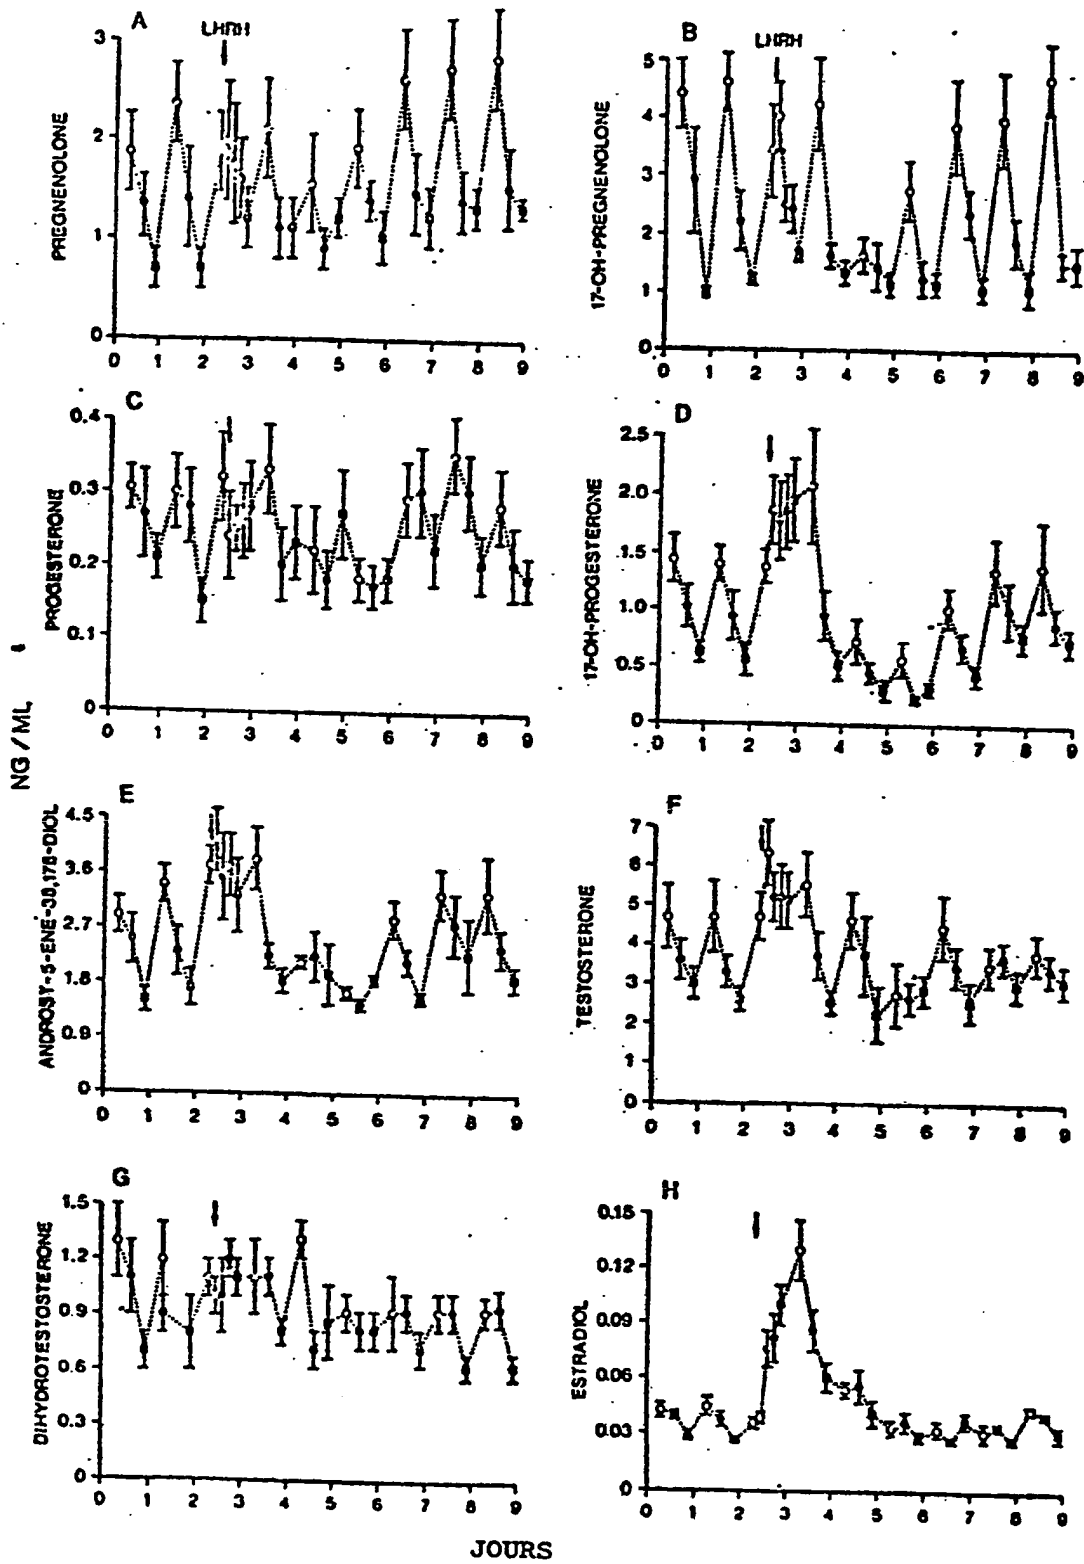 A
LHRH
3
2
1
0
PREGNENOLONE
0 1 2 3 4 5 6 7 8 9
B
LHRH
5
4
3
2
1
0
17-OH-PREGNENOLONE
0 1 2 3 4 5 6 7 8 9
C
0.4
0.3
0.2
0.1
0
PROGESTERONE
0 1 2 3 4 5 6 7 8 9
D
2.5
2.0
1.5
1.0
0.5
0
17-OH-PROGESTERONE
0 1 2 3 4 5 6 7 8 9
NG/ML
E
4.5
3.6
2.7
1.8
0.9
0
ANDROST-5-ENE-3β,17β-DIOL
0 1 2 3 4 5 6 7 8 9
F
7
6
5
4
3
2
1
0
TESTOSTERONE
0 1 2 3 4 5 6 7 8 9
G
1.5
1.2
0.9
0.6
0.3
0
DIHYDROTESTOSTERONE
0 1 2 3 4 5 6 7 8 9
H
0.15
0.12
0.09
0.06
0.03
0
ESTRADIOL
0 1 2 3 4 5 6 7 8 9
JOURS